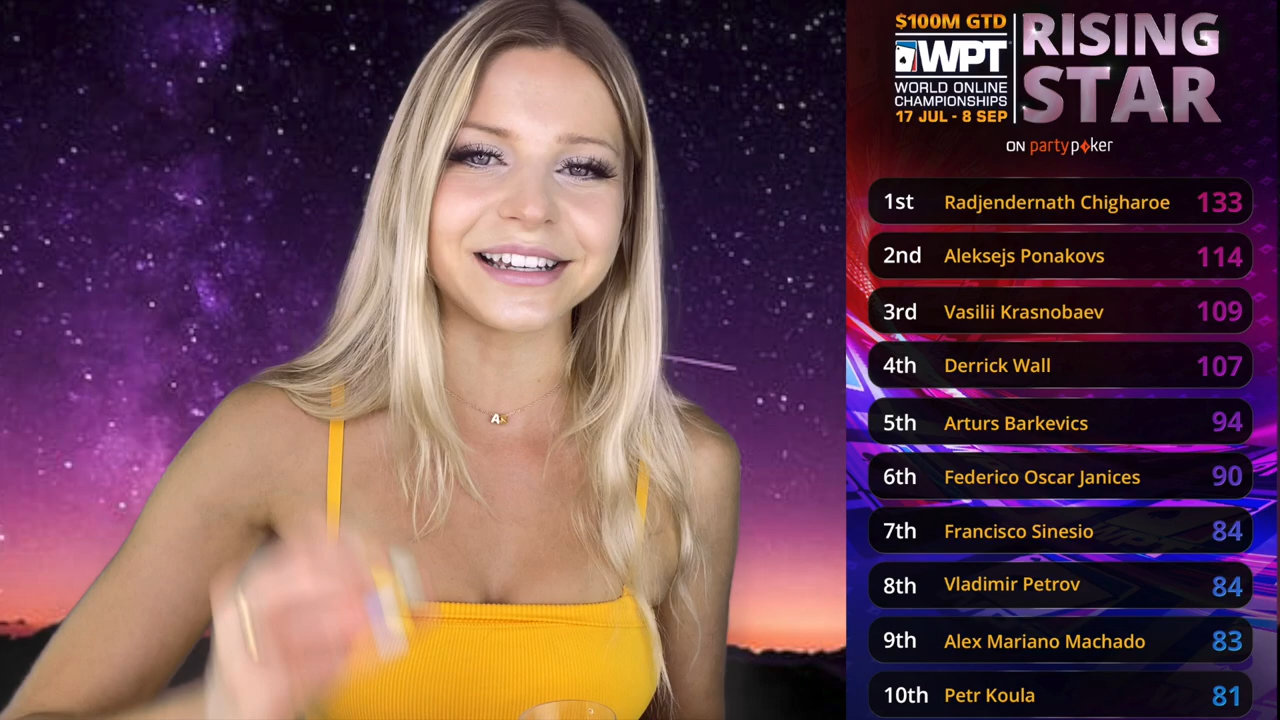 $100M GTD
WPT
WORLD ONLINE
CHAMPIONSHIPS
17 JUL - 8 SEP
RISING
STAR
ON partypoker
1st Radjendernath Chigharoe 133
2nd Aleksejs Ponakovs 114
3rd Vasilii Krasnobaev 109
4th Derrick Wall 107
5th Arturs Barkevics 94
6th Federico Oscar Janices 90
7th Francisco Sinesio 84
8th Vladimir Petrov 84
9th Alex Mariano Machado 83
10th Petr Koula 81